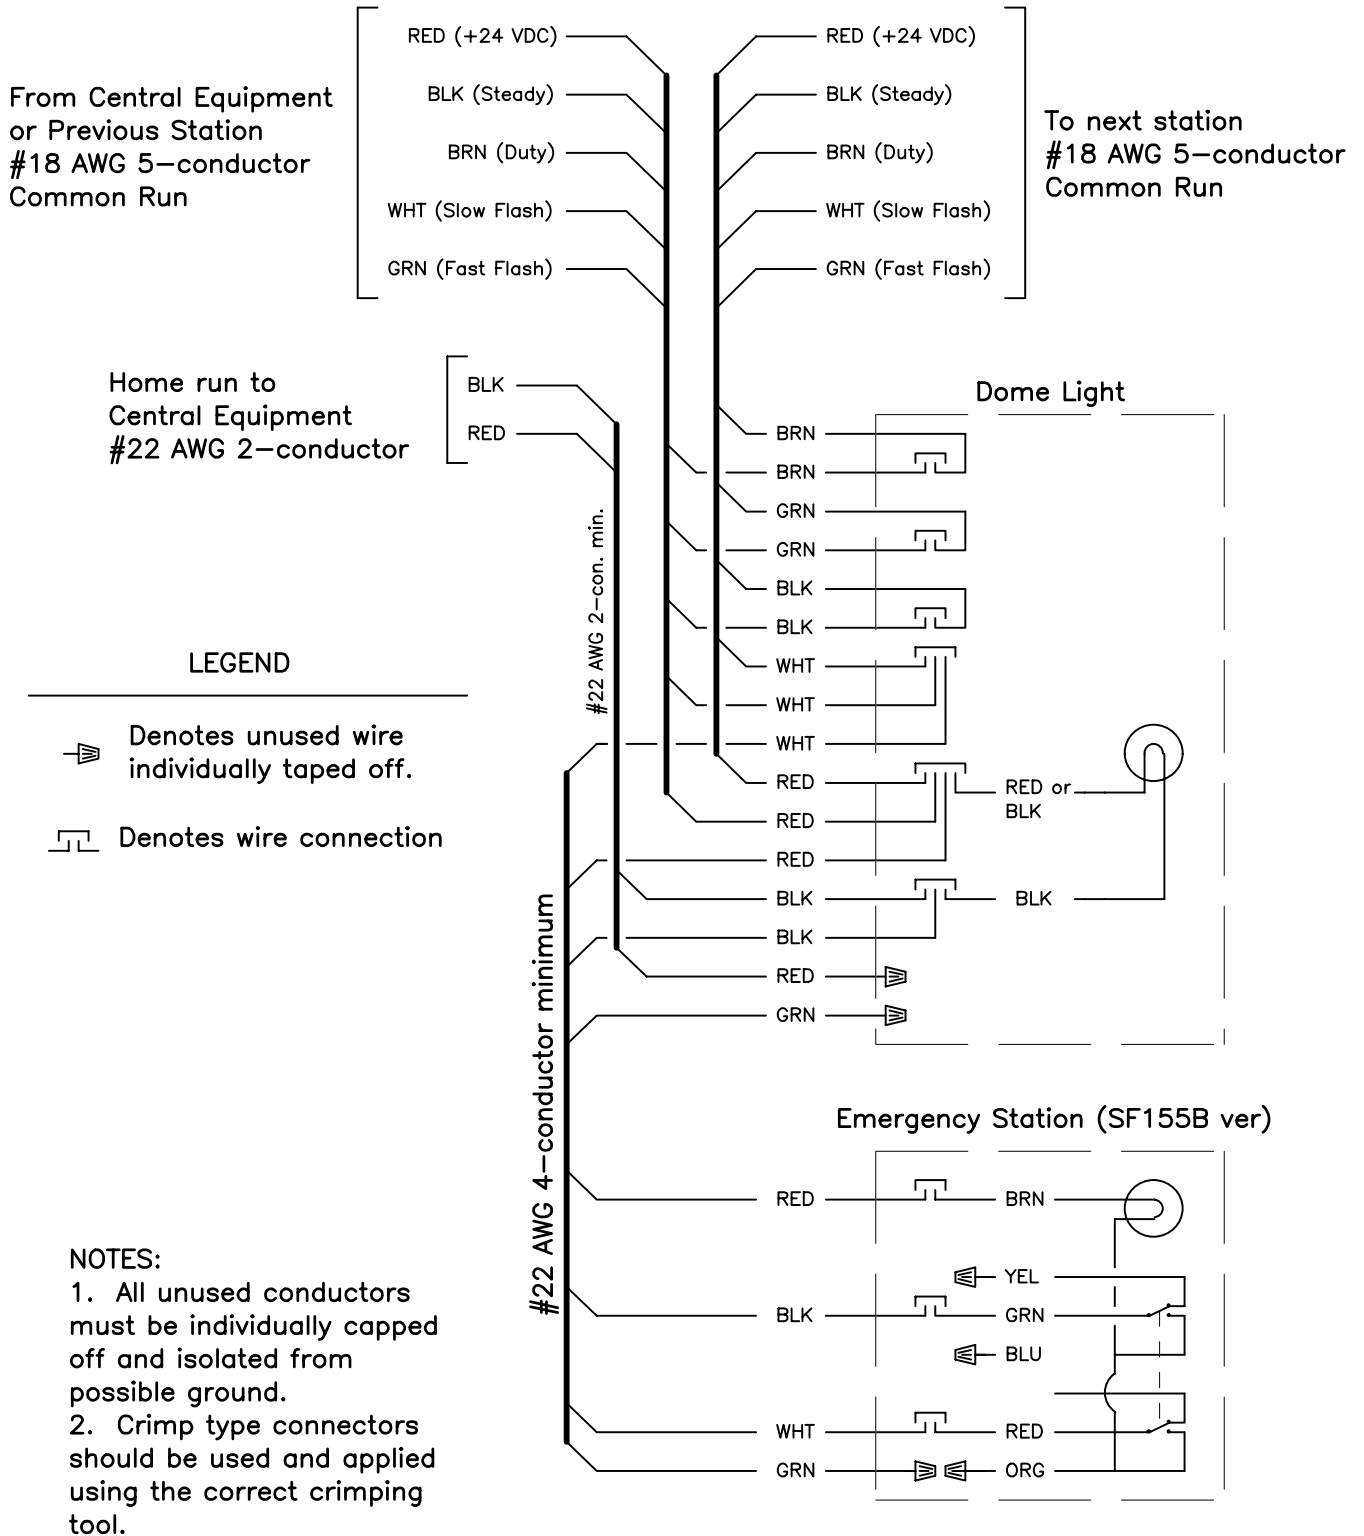 From Central Equipment
or Previous Station
#18 AWG 5-conductor
Common Run
RED (+24 VDC)
BLK (Steady)
BRN (Duty)
WHT (Slow Flash)
GRN (Fast Flash)
RED (+24 VDC)
BLK (Steady)
BRN (Duty)
WHT (Slow Flash)
GRN (Fast Flash)
To next station
#18 AWG 5-conductor
Common Run
Home run to
Central Equipment
#22 AWG 2-conductor
BLK
RED
#22 AWG 2-con. min.
Dome Light
BRN
BRN
GRN
GRN
BLK
BLK
WHT
WHT
WHT
RED
RED
RED
BLK
BLK
RED
GRN
RED or
BLK
BLK
LEGEND
Denotes unused wire
individually taped off.
Denotes wire connection
#22 AWG 4-conductor minimum
Emergency Station (SF155B ver)
RED
BRN
YEL
BLK
GRN
BLU
WHT
RED
GRN
ORG
NOTES:
1. All unused conductors
must be individually capped
off and isolated from
possible ground.
2. Crimp type connectors
should be used and applied
using the correct crimping
tool.